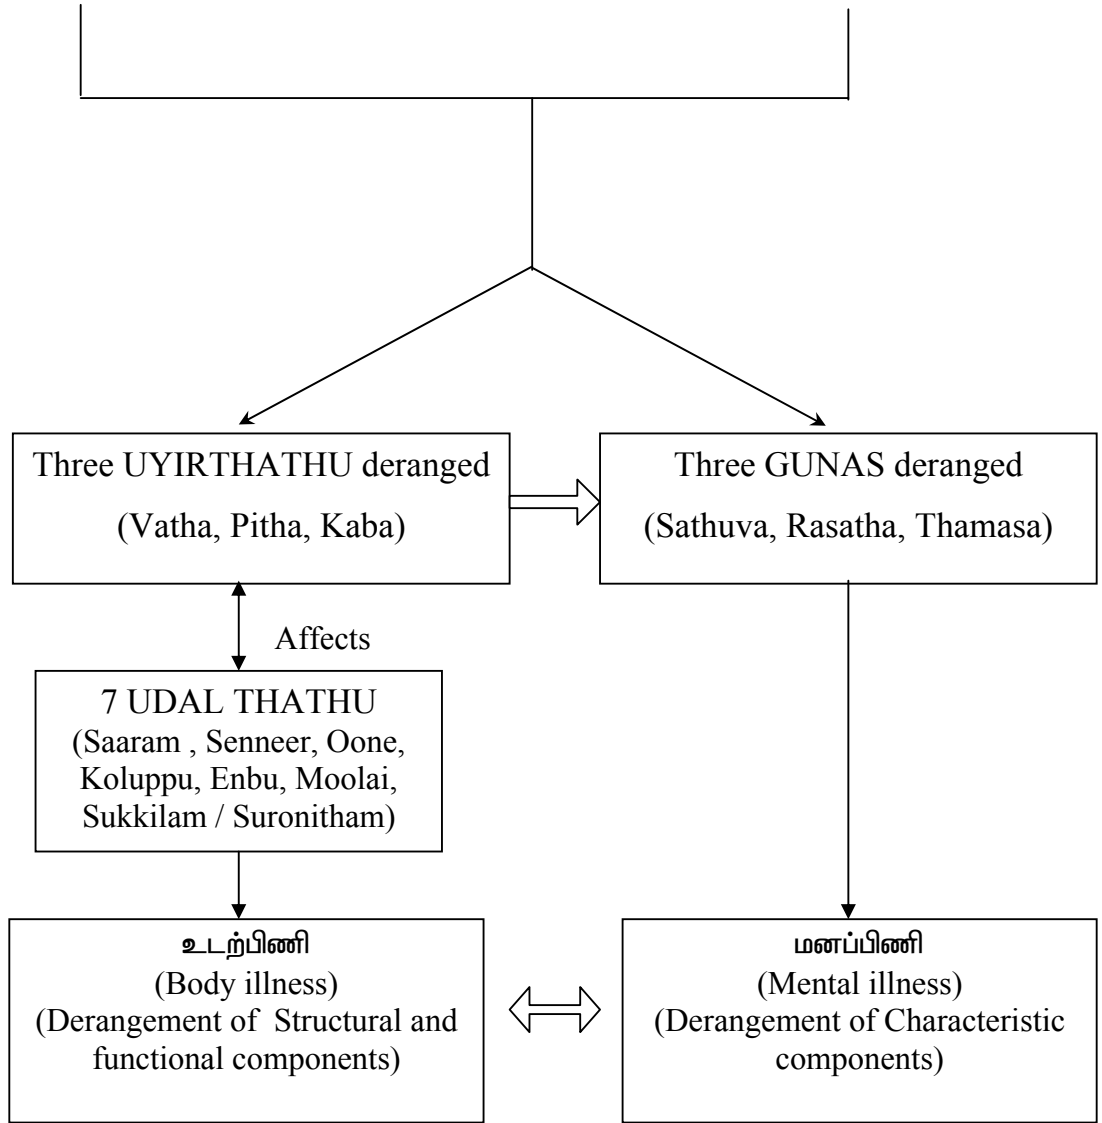 Three UYIRTHATHU deranged
(Vatha, Pitha, Kaba)
Three GUNAS deranged
(Sathuva, Rasatha, Thamasa)
Affects
7 UDAL THATHU
(Saaram , Senneer, Oone,
Koluppu, Enbu, Moolai,
Sukkilam / Suronitham)
உடற்பிணி
(Body illness)
(Derangement of Structural and
functional components)
மனப்பிணி
(Mental illness)
(Derangement of Characteristic
components)